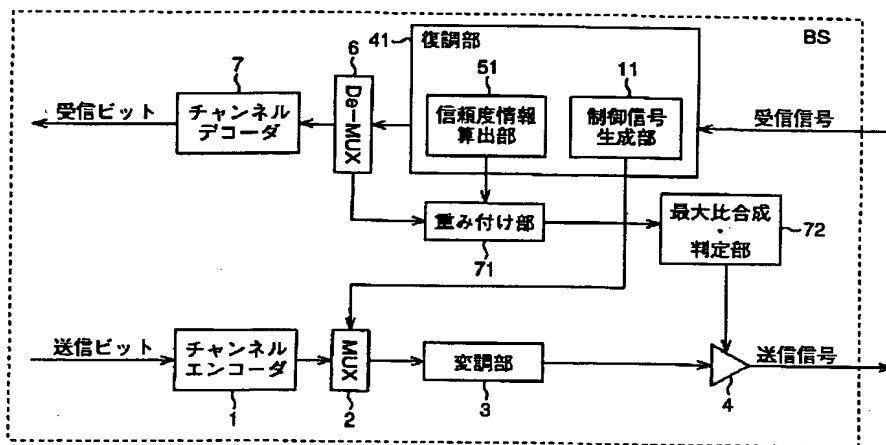 BS
41
復調部
6
De-MUX
7
チャンネル
デコーダ
受信ビット
51
信頼度情報
算出部
11
制御信号
生成部
受信信号
重み付け部
71
最大比合成
・
判定部
72
送信ビット
チャンネル
エンコーダ
1
MUX
2
変調部
3
4
送信信号